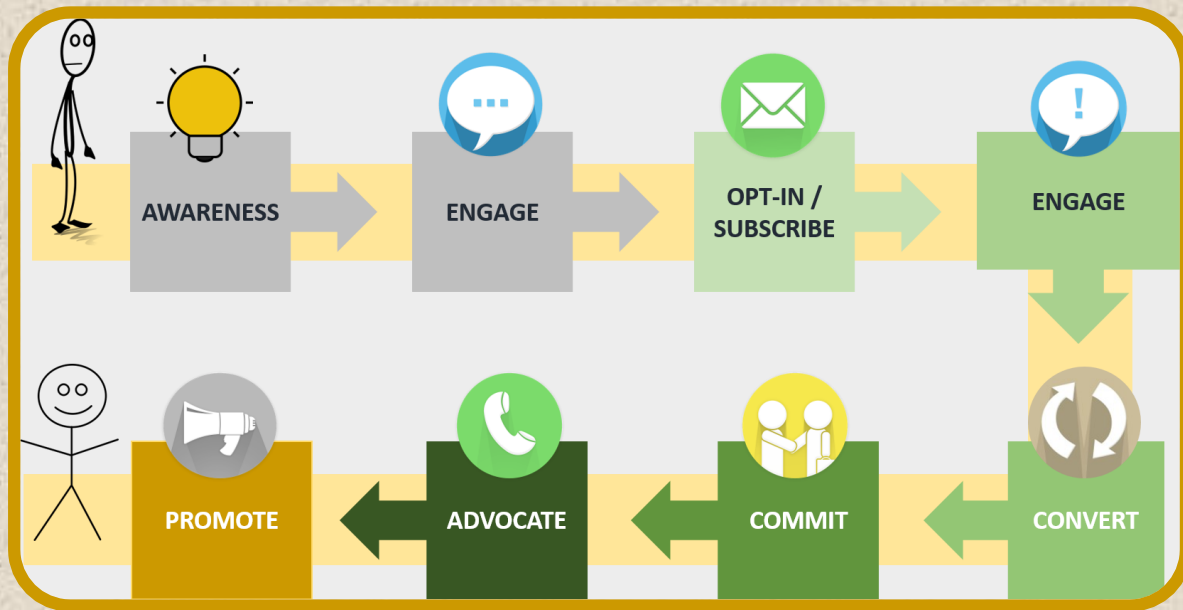 AWARENESS
ENGAGE
OPT-IN /
SUBSCRIBE
ENGAGE
CONVERT
COMMIT
ADVOCATE
PROMOTE